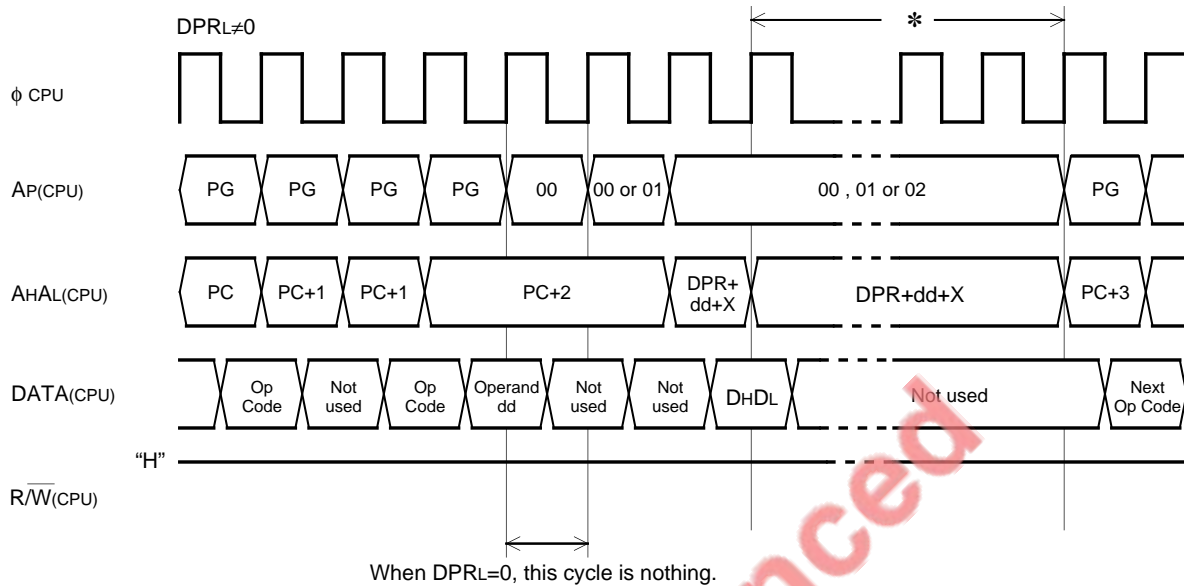 DPRL≠0
*
ϕ CPU
AP(CPU)
PG PG PG PG 00 00 or 01 00 , 01 or 02 PG
AHAL(CPU)
PC PC+1 PC+1 PC+2 DPR+ dd+X DPR+dd+X PC+3
DATA(CPU)
Op Code Not used Op Code Operand dd Not used Not used DHDL Not used Next Op Code
“H”
R/W̅(CPU)
When DPRL=0, this cycle is nothing.